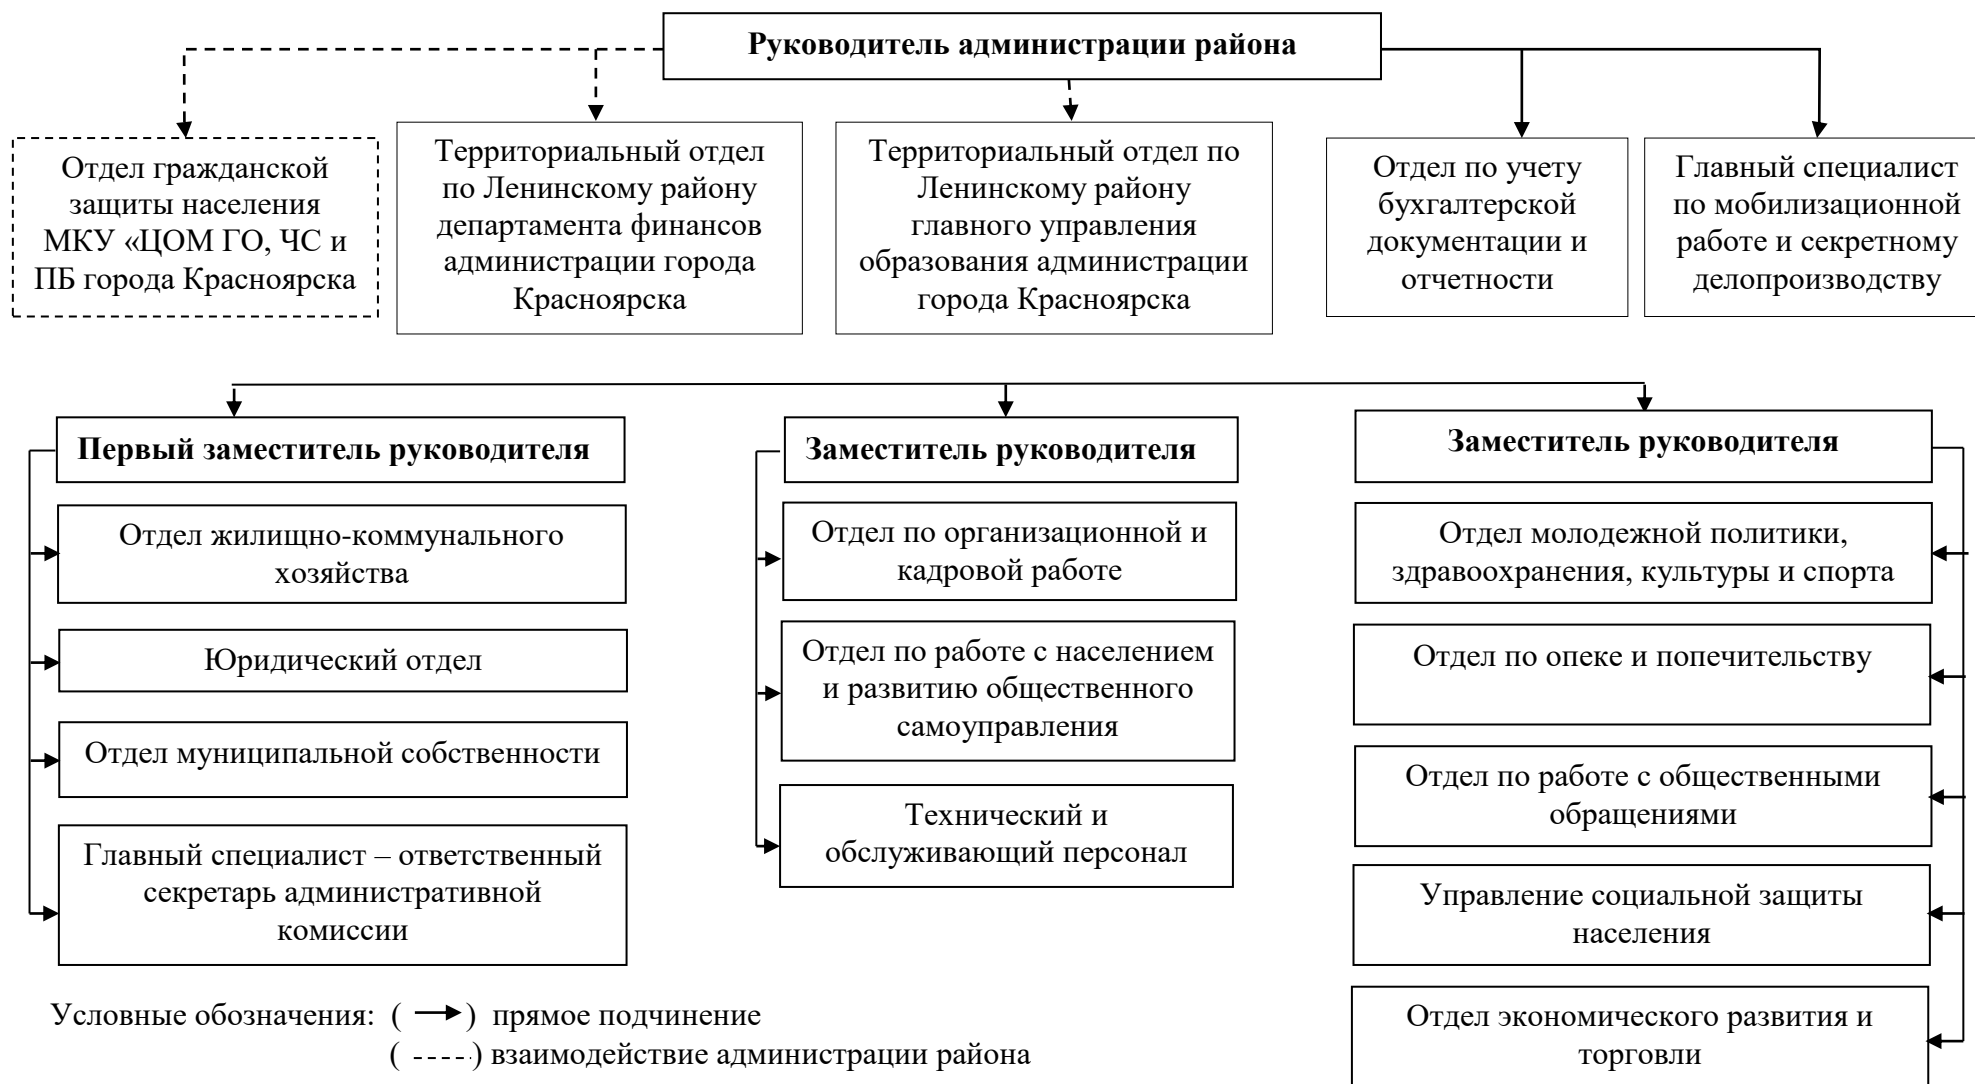 Руководитель администрации района
Отдел гражданской
защиты населения
МКУ «ЦОМ ГО, ЧС и
ПБ города Красноярска
Территориальный отдел
по Ленинскому району
департамента финансов
администрации города
Красноярска
Территориальный отдел по
Ленинскому району
главного управления
образования администрации
города Красноярска
Отдел по учету
бухгалтерской
документации и
отчетности
Главный специалист
по мобилизационной
работе и секретному
делопроизводству
Первый заместитель руководителя
Отдел жилищно-коммунального
хозяйства
Юридический отдел
Отдел муниципальной собственности
Главный специалист – ответственный
секретарь административной
комиссии
Заместитель руководителя
Отдел по организационной и
кадровой работе
Отдел по работе с населением
и развитию общественного
самоуправления
Технический и
обслуживающий персонал
Заместитель руководителя
Отдел молодежной политики,
здравоохранения, культуры и спорта
Отдел по опеке и попечительству
Отдел по работе с общественными
обращениями
Управление социальной защиты
населения
Отдел экономического развития и
торговли
Условные обозначения: ( → ) прямое подчинение
( ---- ) взаимодействие администрации района